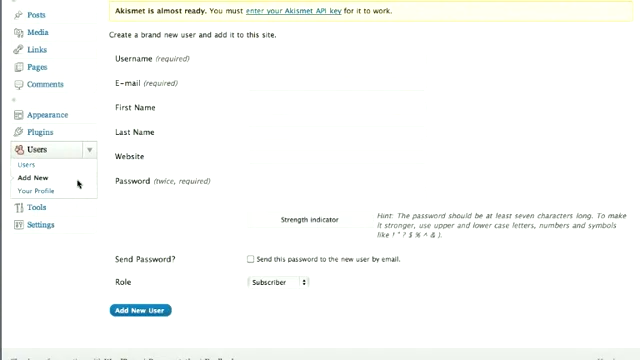 Posts
Media
Links
Pages
Comments
Appearance
Plugins
Users
Users
Add New
Your Profile
Tools
Settings
Akismet is almost ready. You must enter your Akismet API key for it to work.
Create a brand new user and add it to this site.
Username (required)
E-mail (required)
First Name
Last Name
Website
Password (twice, required)
Strength indicator
Hint: The password should be at least seven characters long. To make
it stronger, use upper and lower case letters, numbers and symbols
like ! " ? $ % ^ & ).
Send Password?
Send this password to the new user by email.
Role
Subscriber
Add New User